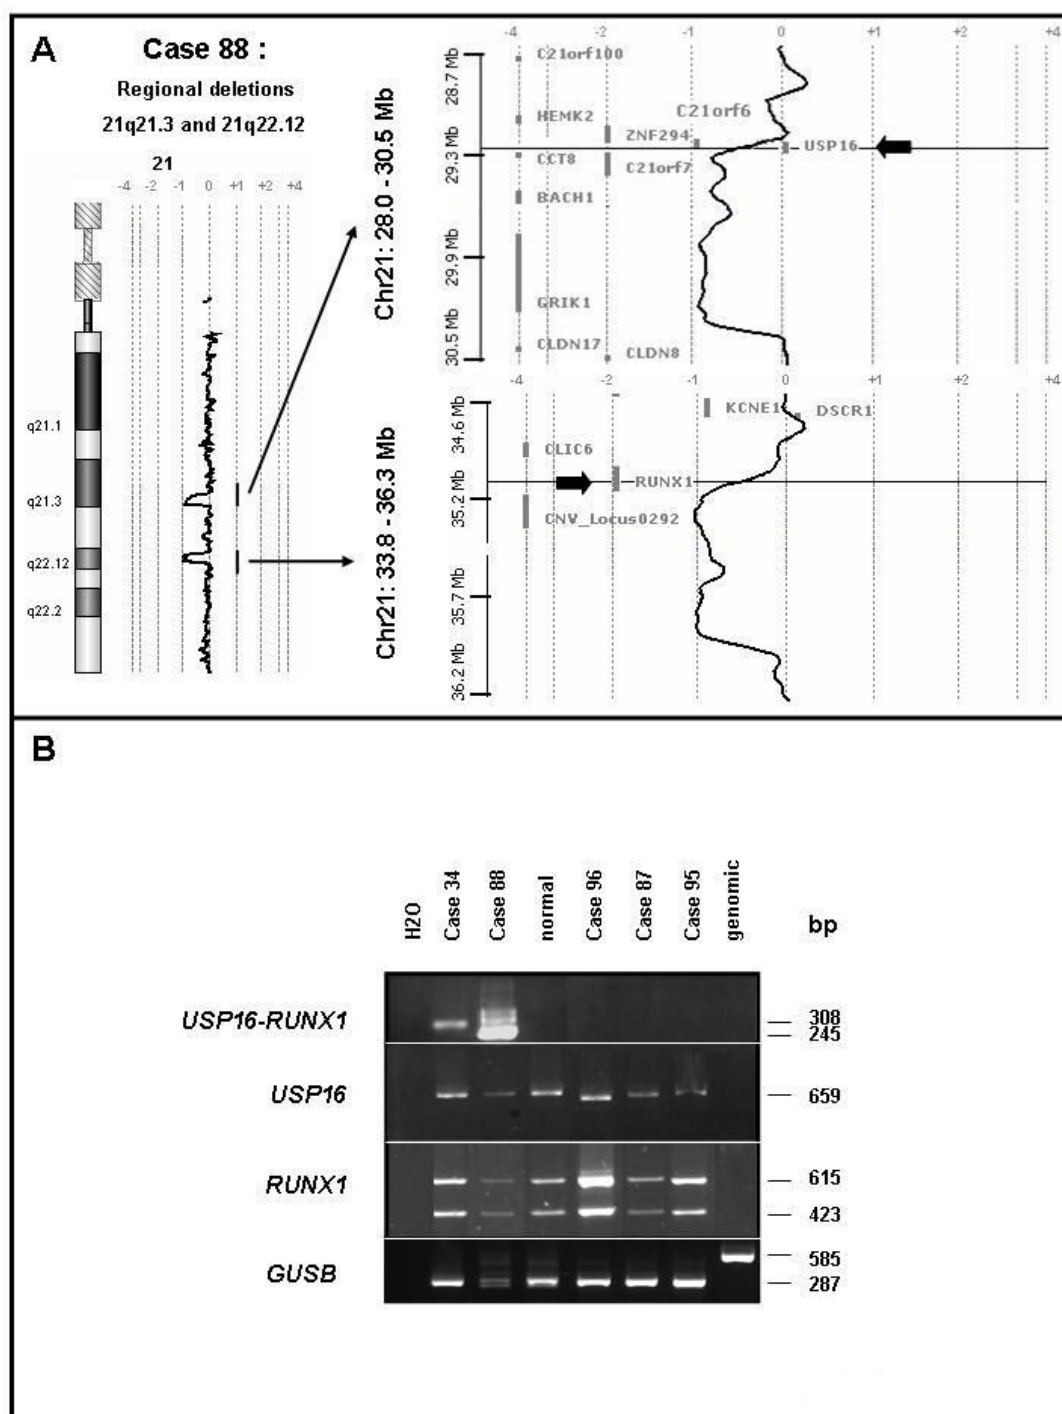 A
Case 88 :
Regional deletions
21q21.3 and 21q22.12
21
-4 -2 -1 0 +1 +2 +4
q21.1
q21.3
q22.12
q22.2
Chr21: 28.0 - 30.5 Mb
-4 -2 -1 0 +1 +2 +4
28.7 Mb
29.3 Mb
29.9 Mb
30.5 Mb
C21orf100
HEMK2
C21orf6
ZNF294
USP16
CCT8
C21orf7
BACH1
GRIK1
CLDN17
CLDN8
Chr21: 33.8 - 36.3 Mb
-4 -2 -1 0 +1 +2 +4
34.6 Mb
35.2 Mb
35.7 Mb
36.2 Mb
KCNE1
DSCR1
CLIC6
RUNX1
CNV_Locus0292
B
H2O
Case 34
Case 88
normal
Case 96
Case 87
Case 95
genomic
bp
USP16-RUNX1
308
245
USP16
659
RUNX1
615
423
GUSB
585
287